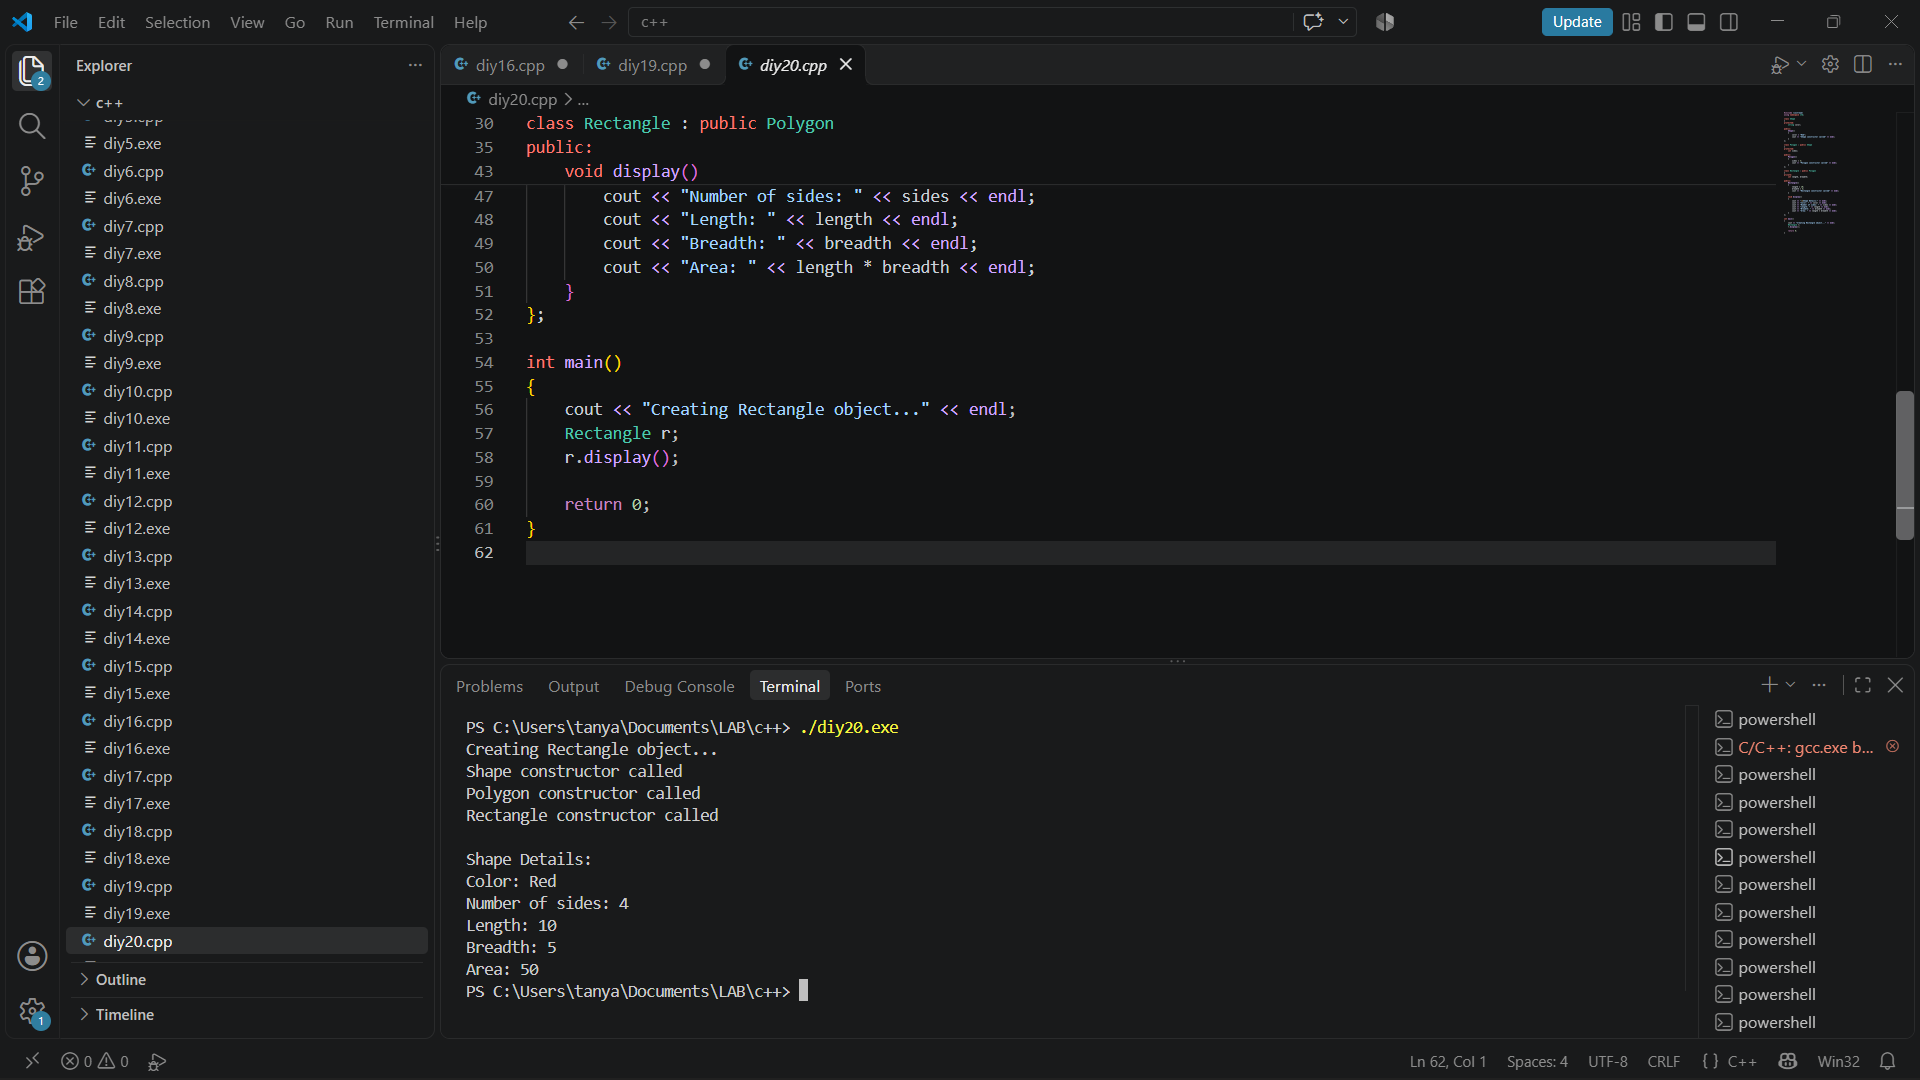 File Edit Selection View Go Run Terminal Help
c++
Update
Explorer
c++
diy5.exe
diy6.cpp
diy6.exe
diy7.cpp
diy7.exe
diy8.cpp
diy8.exe
diy9.cpp
diy9.exe
diy10.cpp
diy10.exe
diy11.cpp
diy11.exe
diy12.cpp
diy12.exe
diy13.cpp
diy13.exe
diy14.cpp
diy14.exe
diy15.cpp
diy15.exe
diy16.cpp
diy16.exe
diy17.cpp
diy17.exe
diy18.cpp
diy18.exe
diy19.cpp
diy19.exe
diy20.cpp
Outline
Timeline
2
1
diy16.cpp diy19.cpp diy20.cpp
diy20.cpp > ...
30 class Rectangle : public Polygon
35 public:
43     void display()
47         cout << "Number of sides: " << sides << endl;
48         cout << "Length: " << length << endl;
49         cout << "Breadth: " << breadth << endl;
50         cout << "Area: " << length * breadth << endl;
51     }
52 };
53
54 int main()
55 {
56     cout << "Creating Rectangle object..." << endl;
57     Rectangle r;
58     r.display();
59
60     return 0;
61 }
62
Problems Output Debug Console Terminal Ports
PS C:\Users\tanya\Documents\LAB\c++> ./diy20.exe
Creating Rectangle object...
Shape constructor called
Polygon constructor called
Rectangle constructor called
Shape Details:
Color: Red
Number of sides: 4
Length: 10
Breadth: 5
Area: 50
PS C:\Users\tanya\Documents\LAB\c++>
powershell
C/C++: gcc.exe b...
powershell
powershell
powershell
powershell
powershell
powershell
powershell
powershell
powershell
powershell
0 0
Ln 62, Col 1 Spaces: 4 UTF-8 CRLF { } C++ Win32